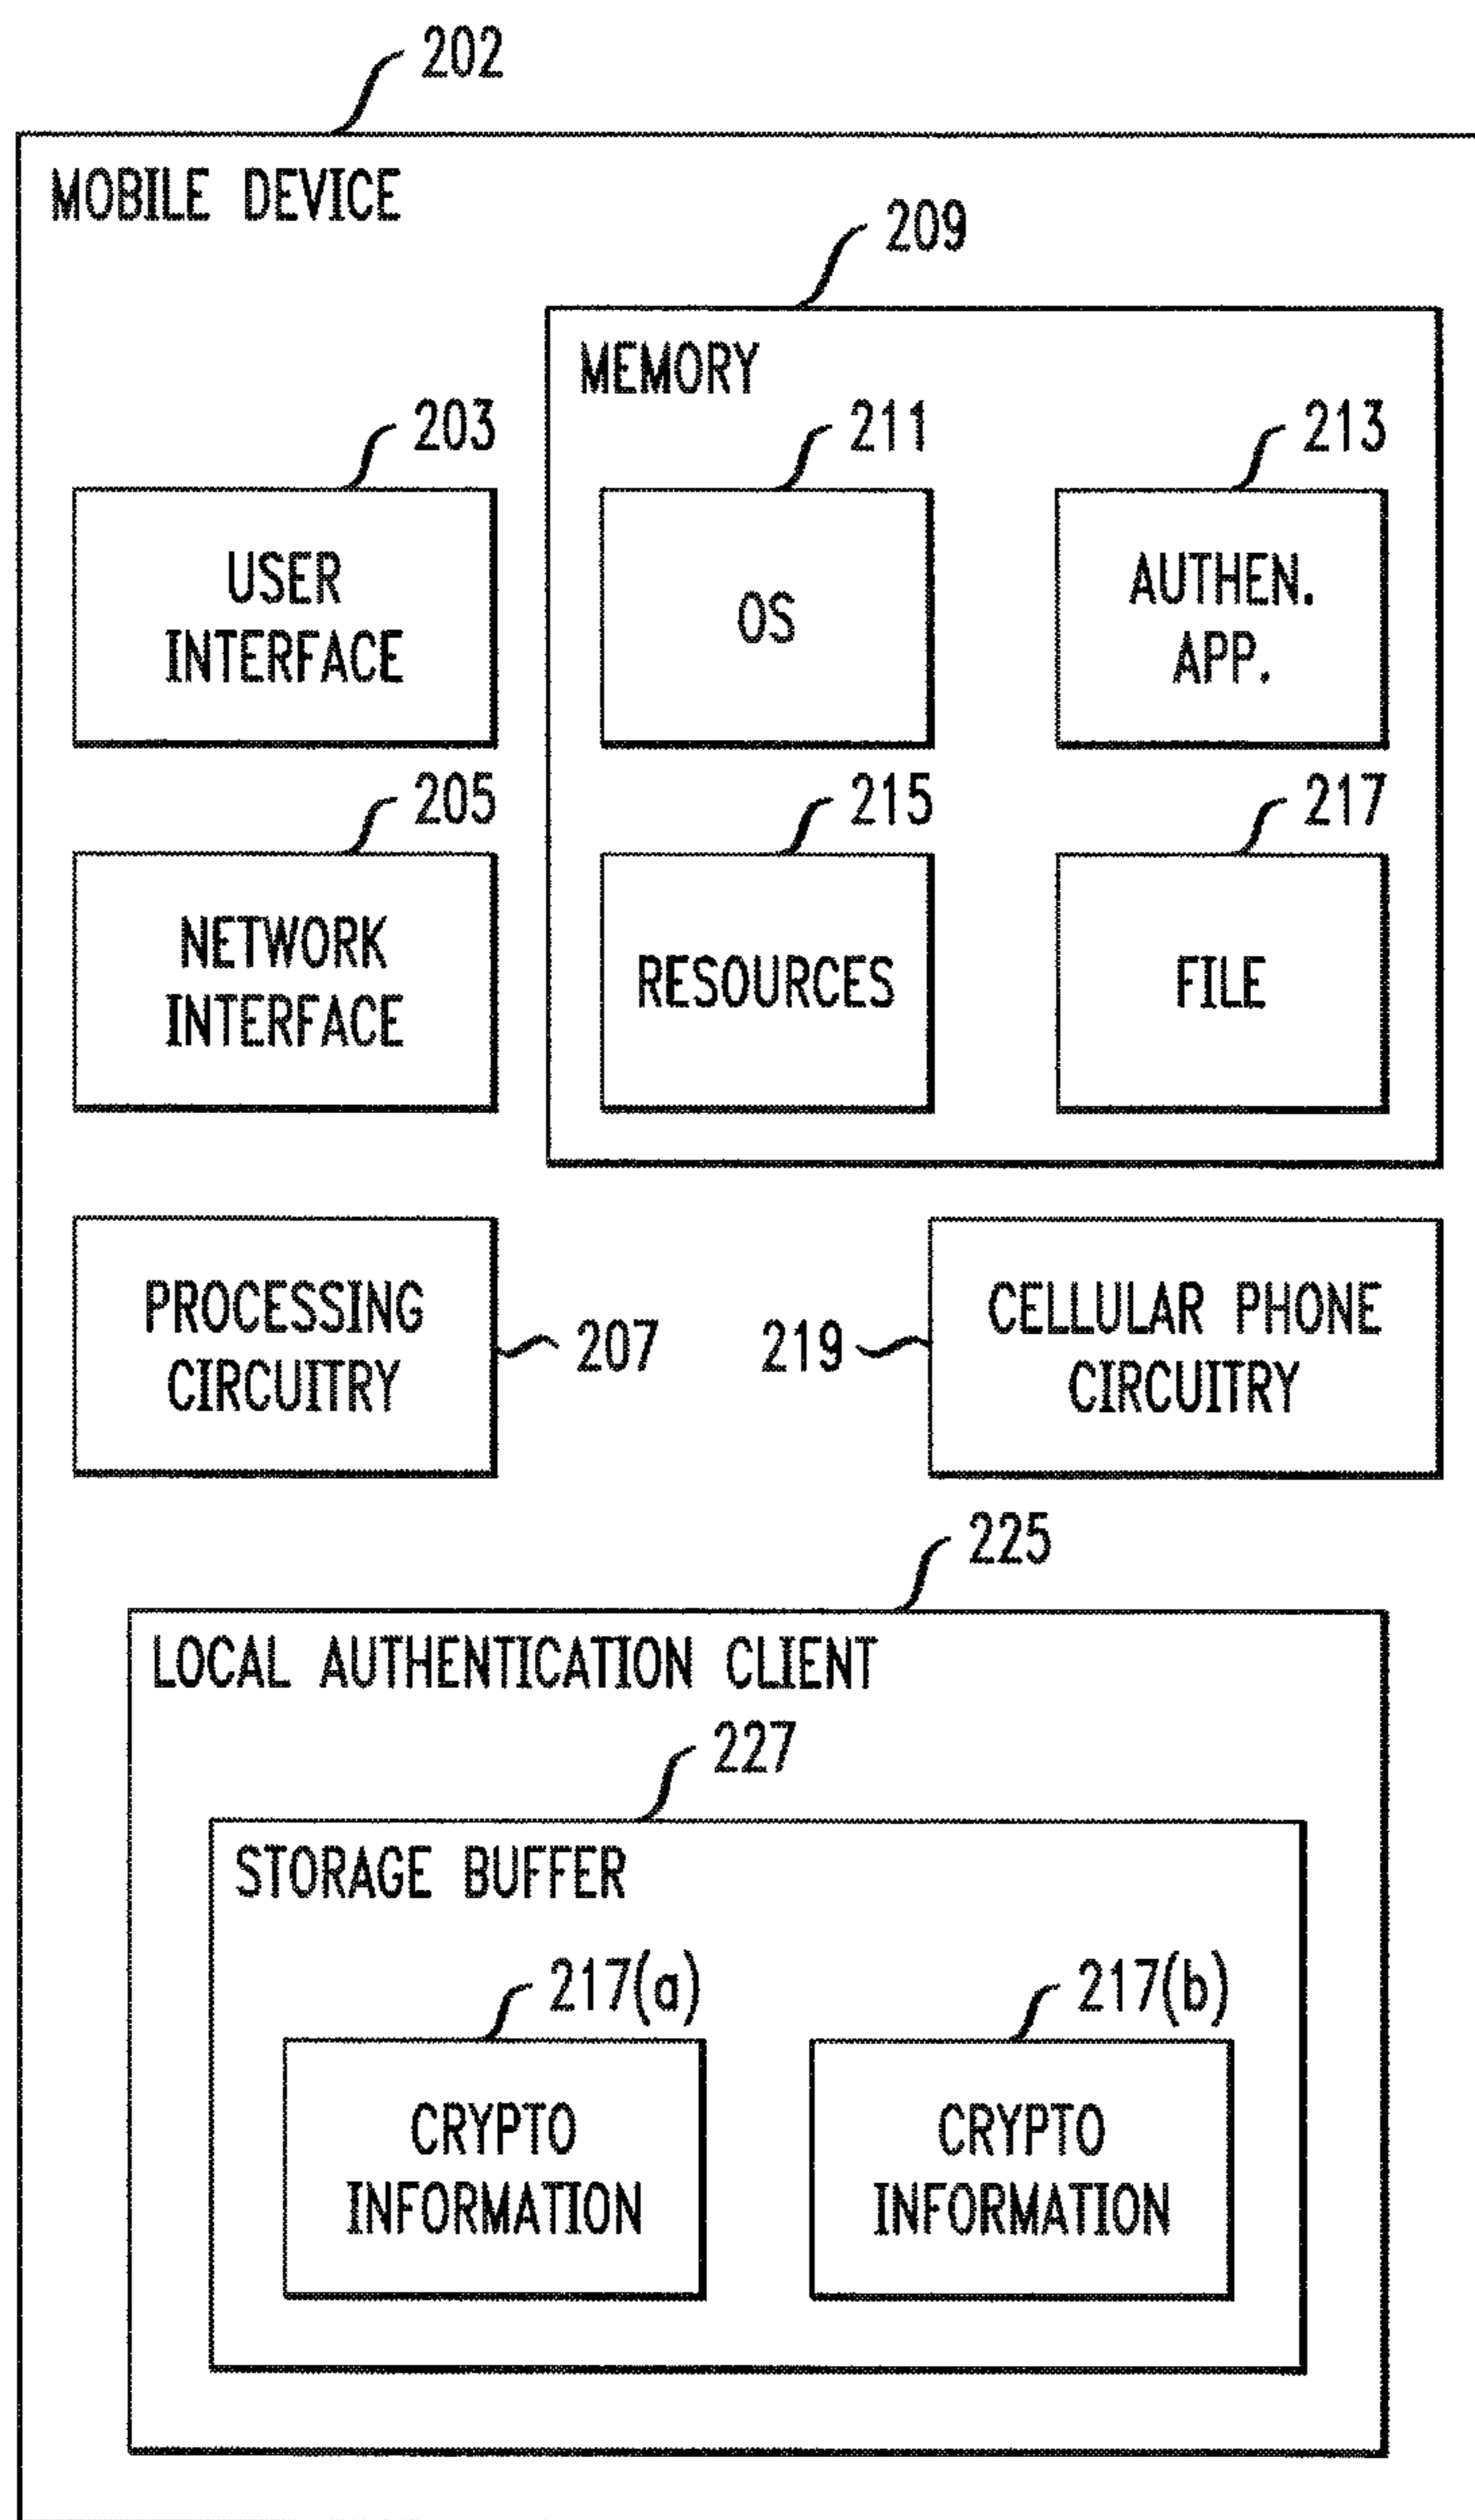 202
MOBILE DEVICE
209
MEMORY
203
211
213
USER
INTERFACE
OS
AUTHEN.
APP.
205
215
217
NETWORK
INTERFACE
RESOURCES
FILE
PROCESSING
CIRCUITRY
207
219
CELLULAR PHONE
CIRCUITRY
225
LOCAL AUTHENTICATION CLIENT
227
STORAGE BUFFER
217(a)
217(b)
CRYPTO
INFORMATION
CRYPTO
INFORMATION